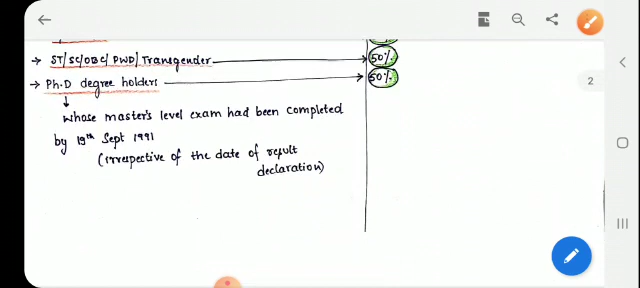 → ST/SC/OBC/PWD/Transgender → 50%
→ Ph.D degree holders → 50%
whose master's level exam had been completed
by 19th Sept 1991
(irrespective of the date of result
declaration)
2